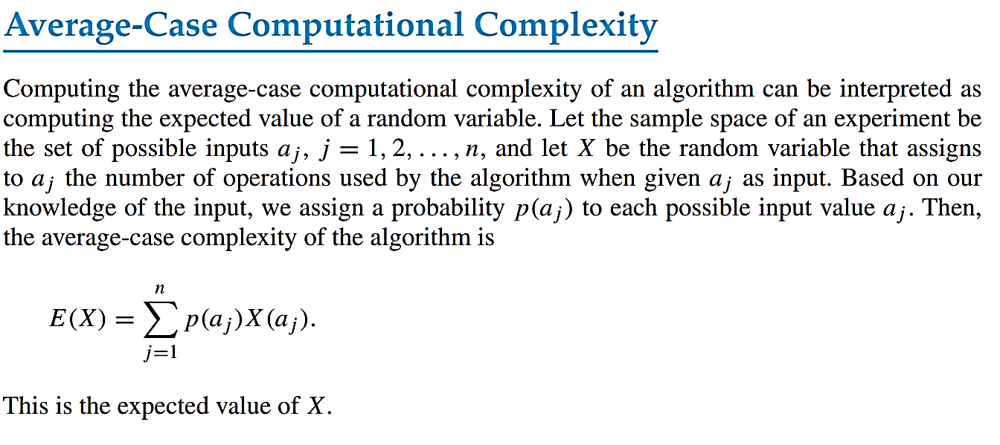 Average-Case Computational Complexity
Computing the average-case computational complexity of an algorithm can be interpreted as
computing the expected value of a random variable. Let the sample space of an experiment be
the set of possible inputs a_j, j = 1, 2, . . . , n, and let X be the random variable that assigns
to a_j the number of operations used by the algorithm when given a_j as input. Based on our
knowledge of the input, we assign a probability p(a_j) to each possible input value a_j. Then,
the average-case complexity of the algorithm is
E(X) = ∑_{j=1}^{n} p(a_j)X(a_j).
This is the expected value of X.